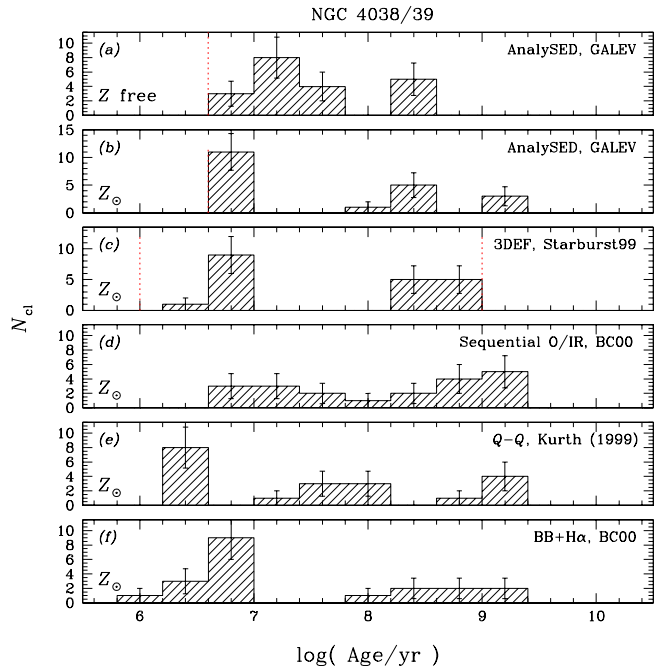 NGC 4038/39
(a)
AnalySED, GALEV
Z free
10
8
6
4
2
0
(b)
AnalySED, GALEV
Z⊙
15
10
5
0
(c)
3DEF, Starburst99
Z⊙
10
5
0
(d)
Sequential O/IR, BC00
Z⊙
10
8
6
4
2
0
(e)
Q−Q, Kurth (1999)
Z⊙
10
8
6
4
2
0
(f)
BB+Hα, BC00
Z⊙
10
8
6
4
2
0
N_cl
6 7 8 9 10
log( Age/yr )